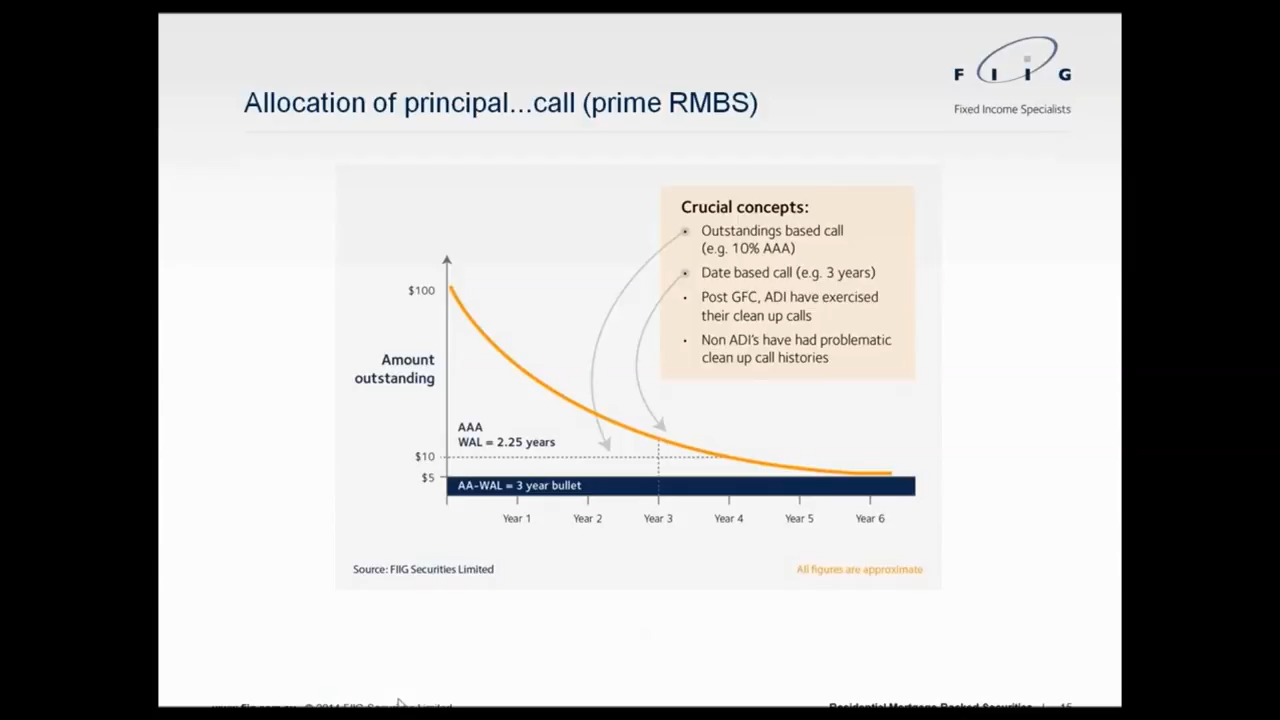 F I I G
Fixed Income Specialists
Allocation of principal...call (prime RMBS)
Crucial concepts:
Outstandings based call
(e.g. 10% AAA)
Date based call (e.g. 3 years)
Post GFC, ADI have exercised
their clean up calls
Non ADI's have had problematic
clean up call histories
$100
Amount
outstanding
AAA
WAL = 2.25 years
$10
$5
AA-WAL = 3 year bullet
Year 1 Year 2 Year 3 Year 4 Year 5 Year 6
Source: FIIG Securities Limited
All figures are approximate
Residential Mortgage Backed Securities | 15